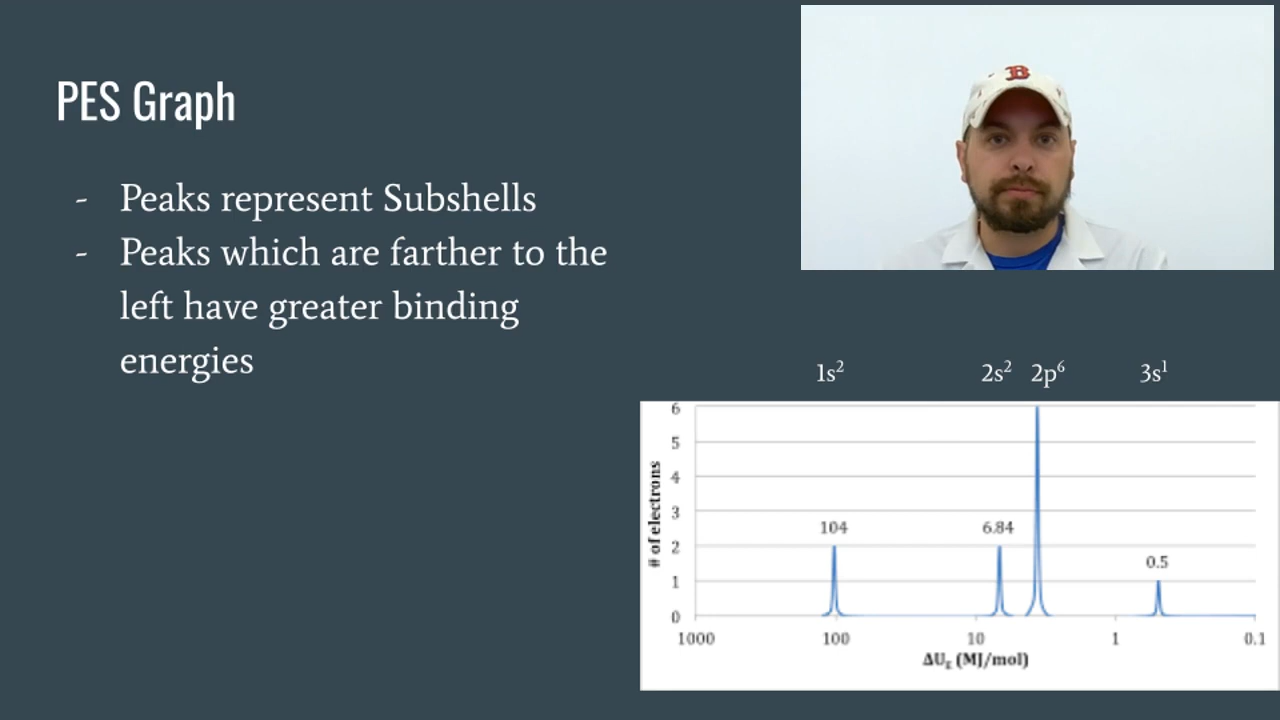 B
PES Graph
- Peaks represent Subshells
- Peaks which are farther to the
left have greater binding
energies
1s² 2s² 2p⁶ 3s¹
6
5
4
3
2
1
0
# of electrons
104
6.84
0.5
1000 100 10 1 0.1
ΔU_E (MJ/mol)